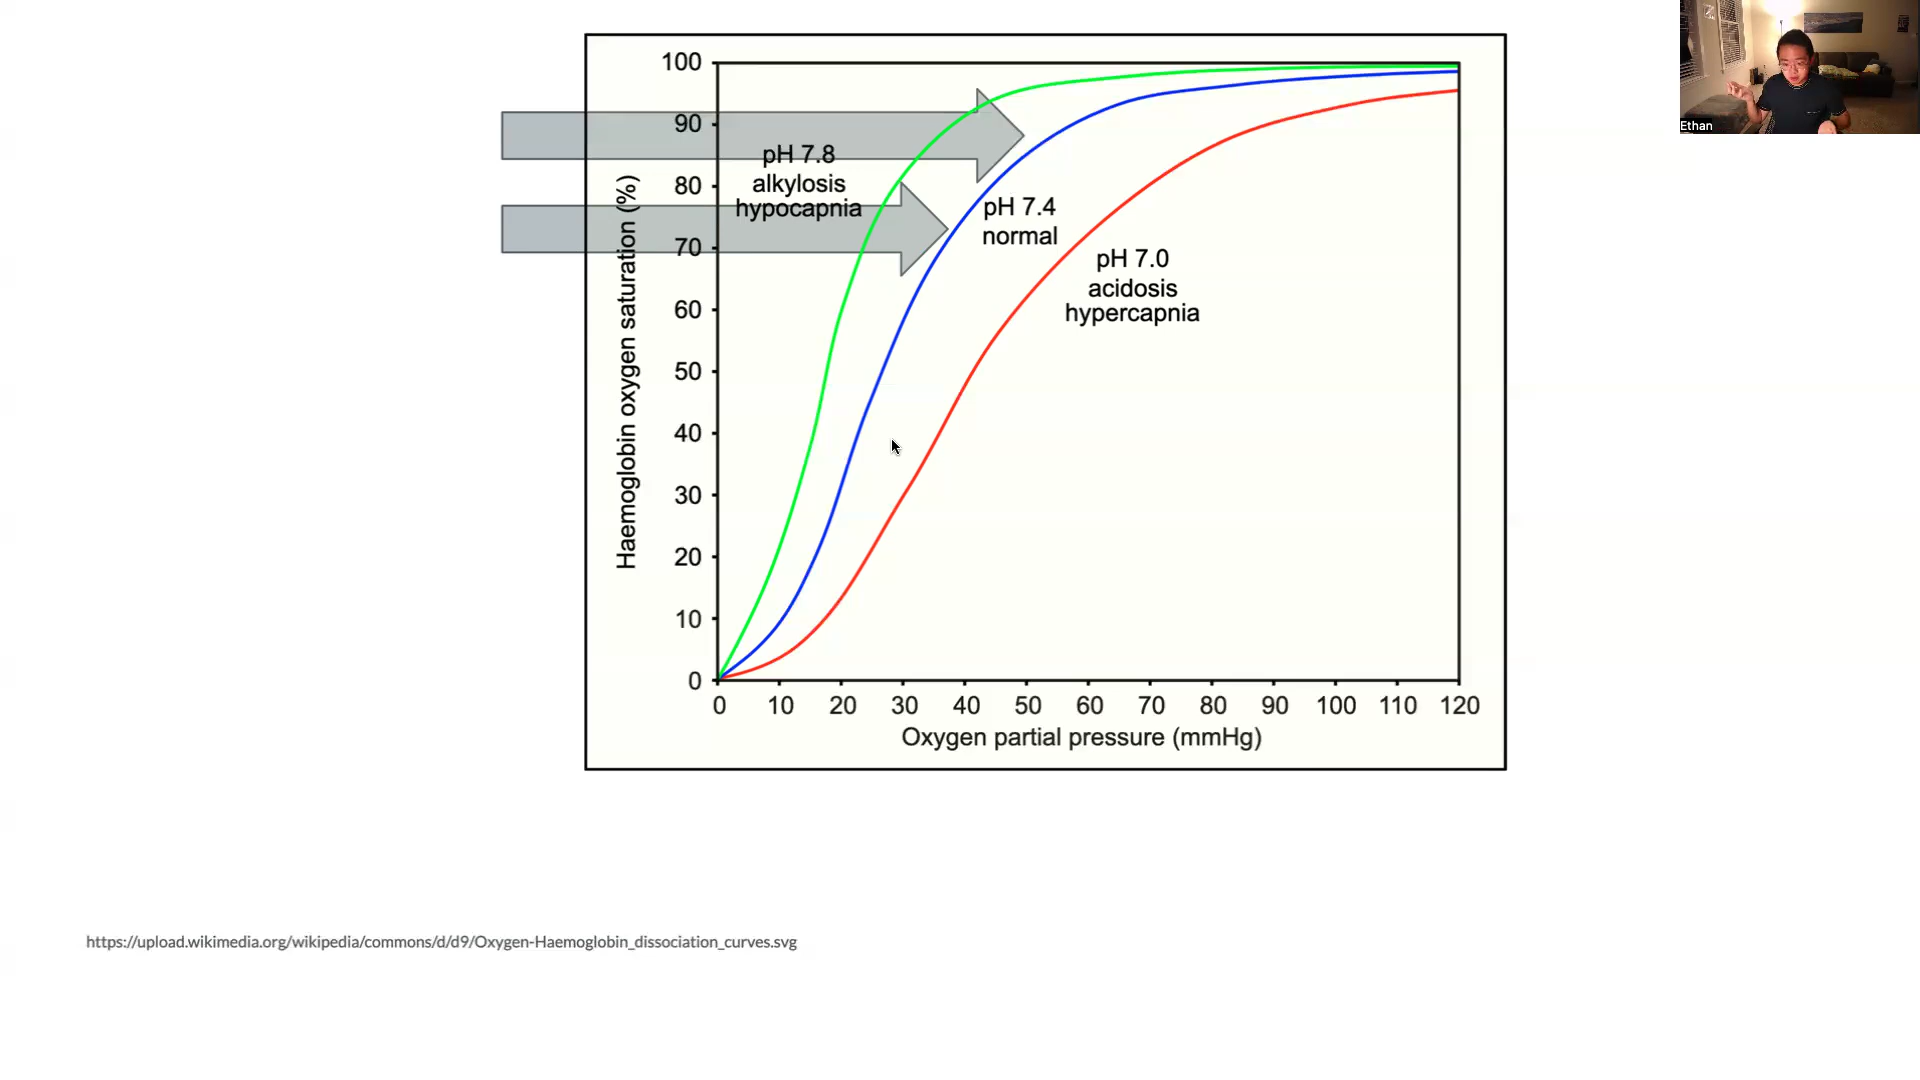 Ethan
100
90
80
70
60
50
40
30
20
10
0
Haemoglobin oxygen saturation (%)
pH 7.8
alkylosis
hypocapnia
pH 7.4
normal
pH 7.0
acidosis
hypercapnia
0 10 20 30 40 50 60 70 80 90 100 110 120
Oxygen partial pressure (mmHg)
https://upload.wikimedia.org/wikipedia/commons/d/d9/Oxygen-Haemoglobin_dissociation_curves.svg